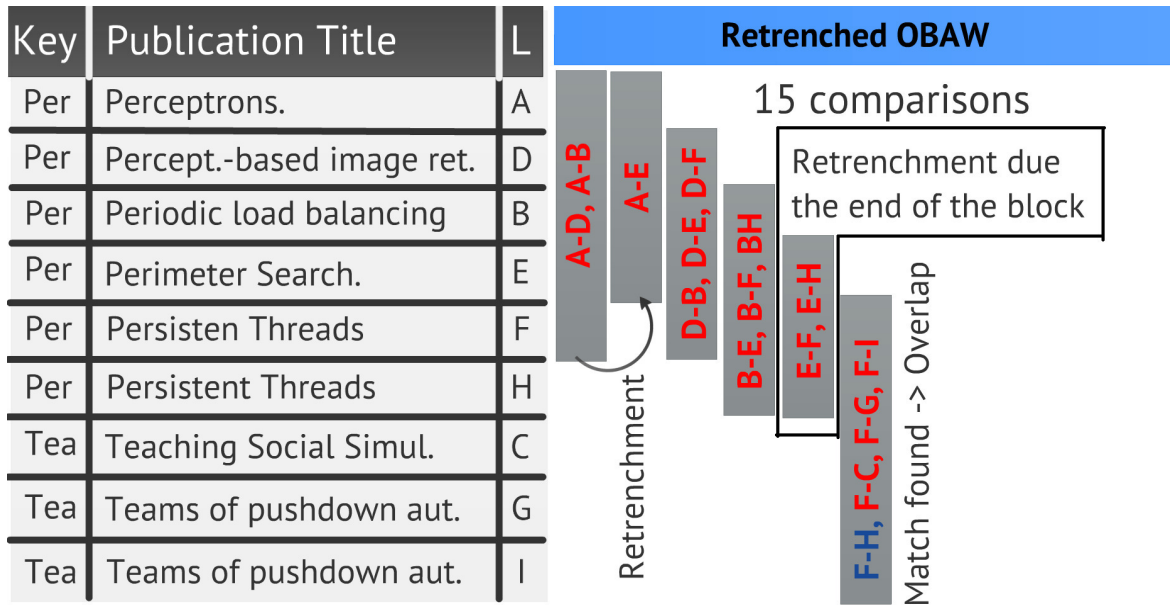 Key Publication Title L
Per Perceptrons. A
Per Percept.-based image ret. D
Per Periodic load balancing B
Per Perimeter Search. E
Per Persisten Threads F
Per Persistent Threads H
Tea Teaching Social Simul. C
Tea Teams of pushdown aut. G
Tea Teams of pushdown aut. I
Retrenched OBAW
15 comparisons
Retrenchment due
the end of the block
A-D, A-B
A-E
D-B, D-E, D-F
B-E, B-F, BH
E-F, E-H
F-H, F-C, F-G, F-I
Retrenchment
Match found -> Overlap